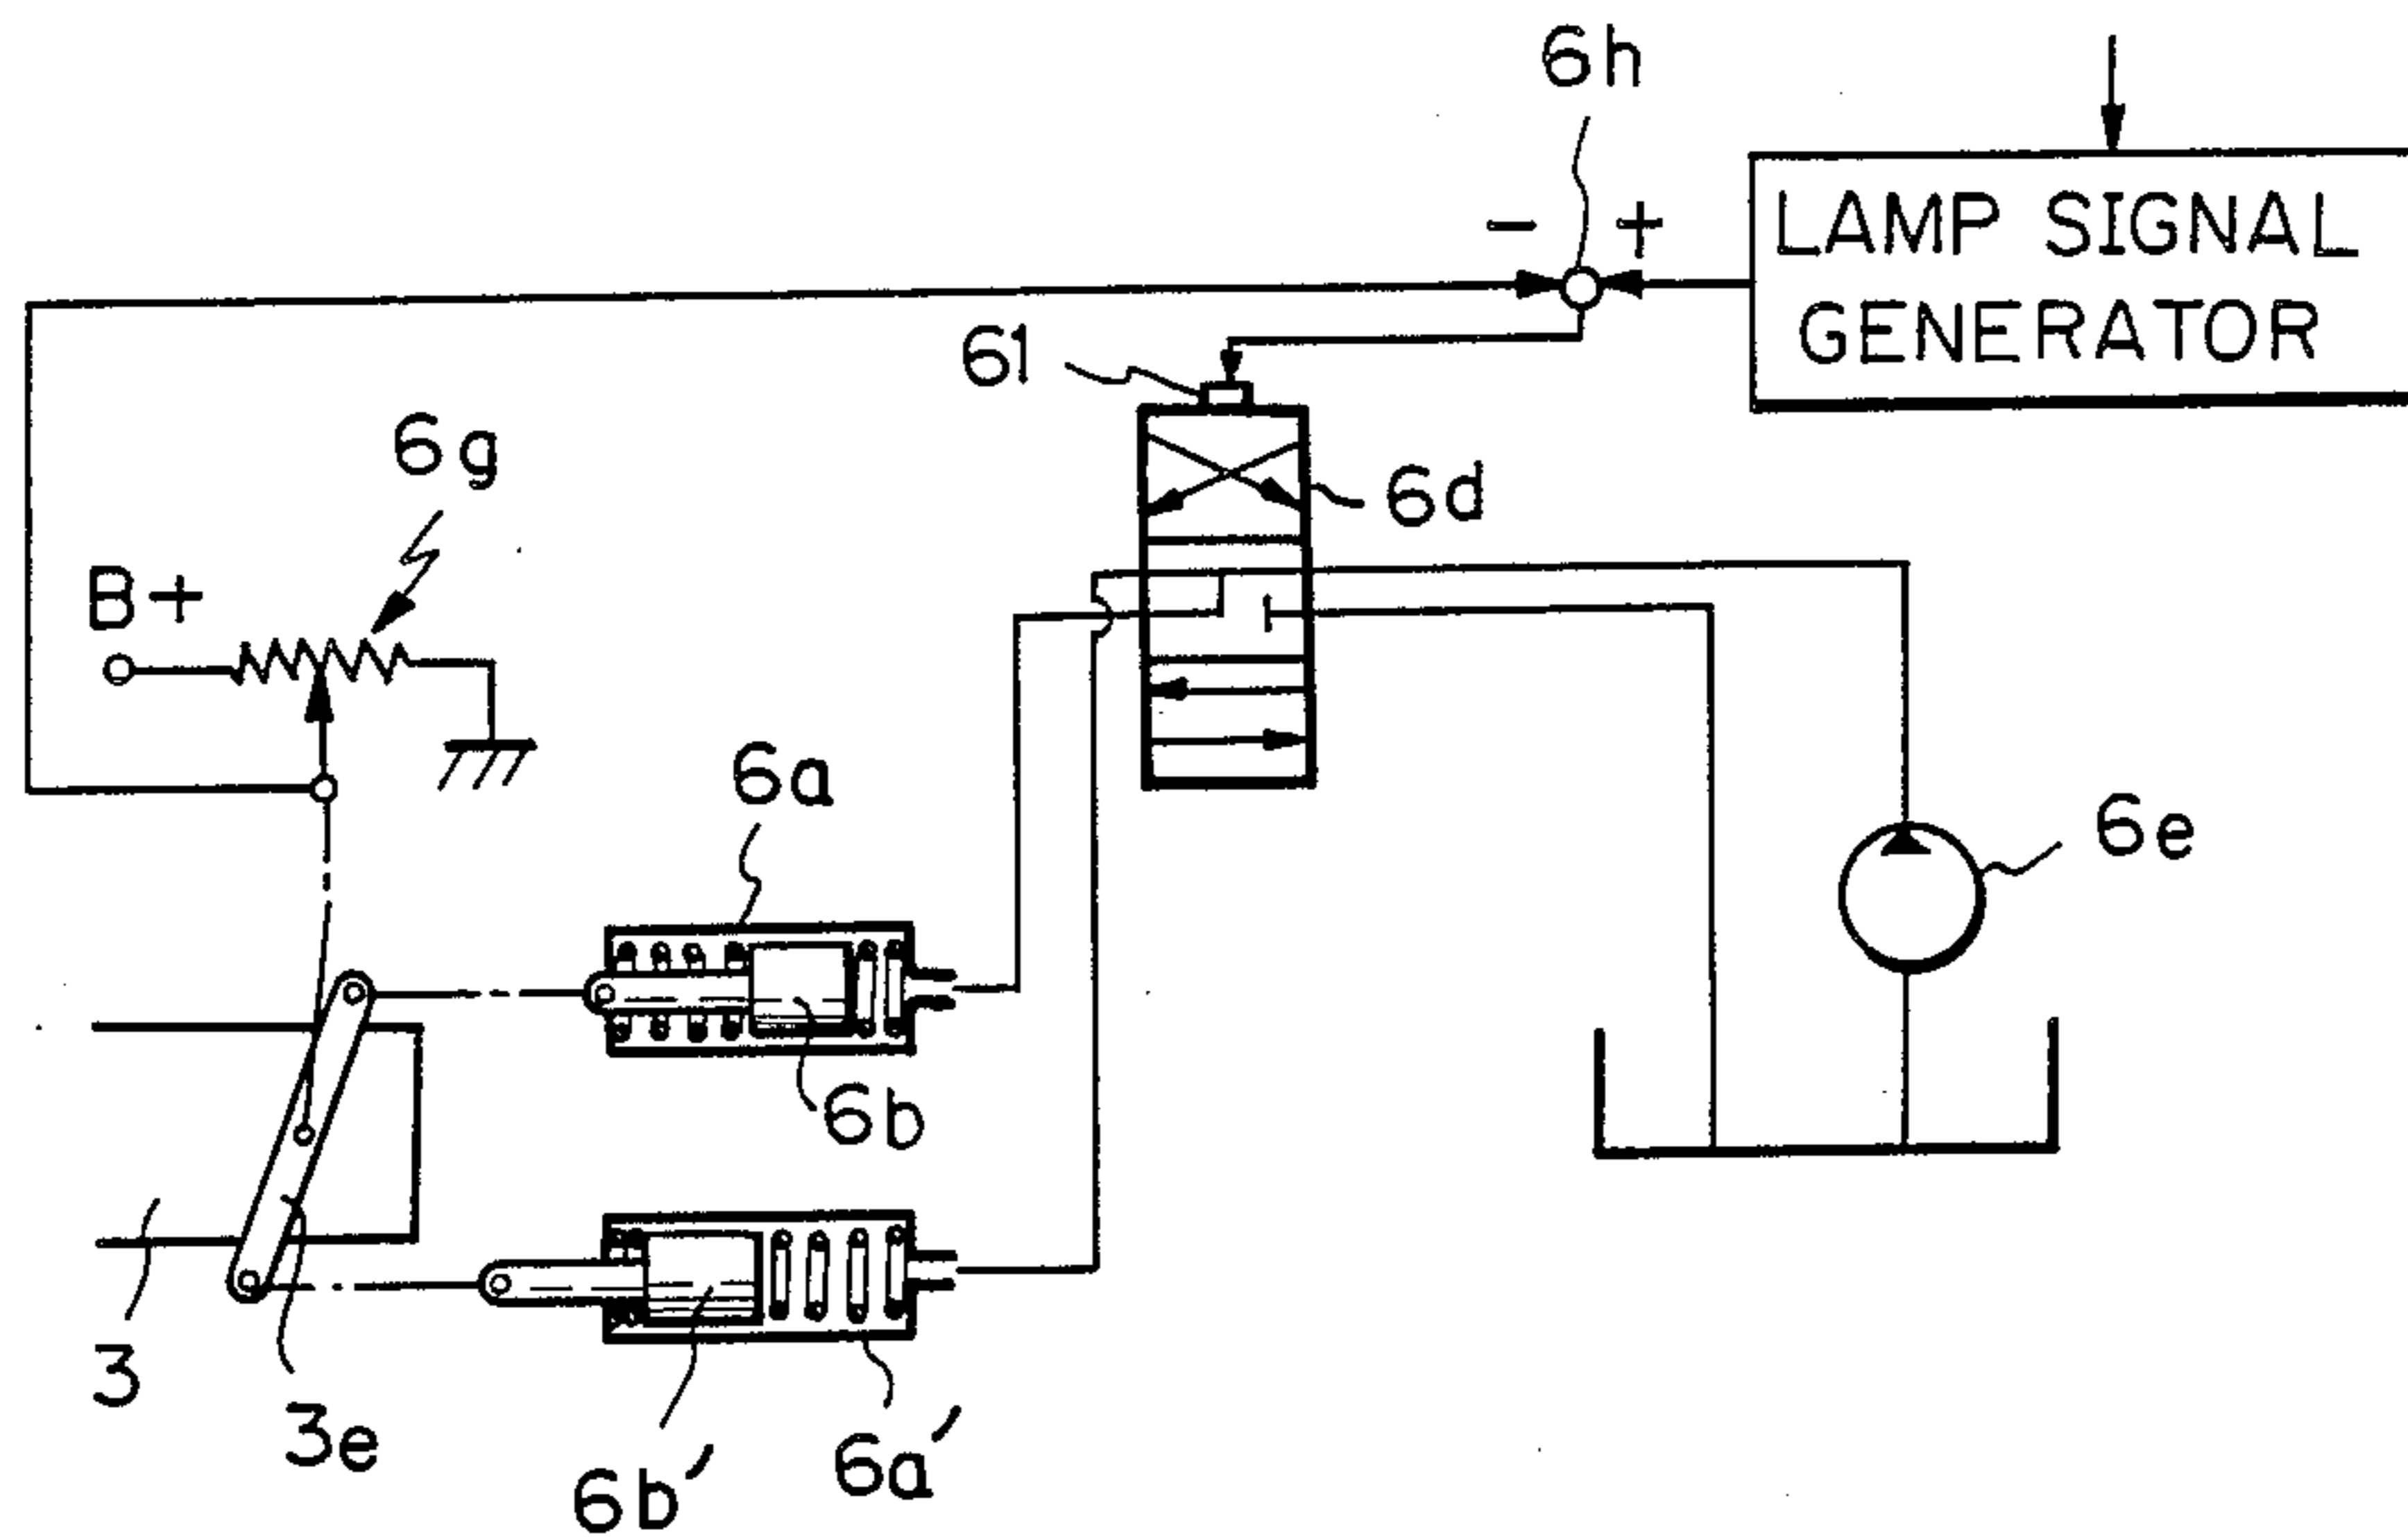 6h
- +
LAMP SIGNAL
GENERATOR
61
6g
6d
B+
6a
6e
6b
3
3e
6b'
6a'